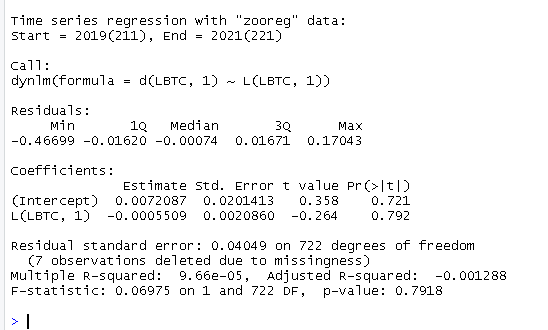 Time series regression with "zooreg" data:
Start = 2019(211), End = 2021(221)
Call:
dynlm(formula = d(LBTC, 1) ~ L(LBTC, 1))
Residuals:
Min 1Q Median 3Q Max
-0.46699 -0.01620 -0.00074 0.01671 0.17043
Coefficients:
Estimate Std. Error t value Pr(>|t|)
(Intercept) 0.0072087 0.0201413 0.358 0.721
L(LBTC, 1) -0.0005509 0.0020860 -0.264 0.792
Residual standard error: 0.04049 on 722 degrees of freedom
(7 observations deleted due to missingness)
Multiple R-squared: 9.66e-05, Adjusted R-squared: -0.001288
F-statistic: 0.06975 on 1 and 722 DF, p-value: 0.7918
>